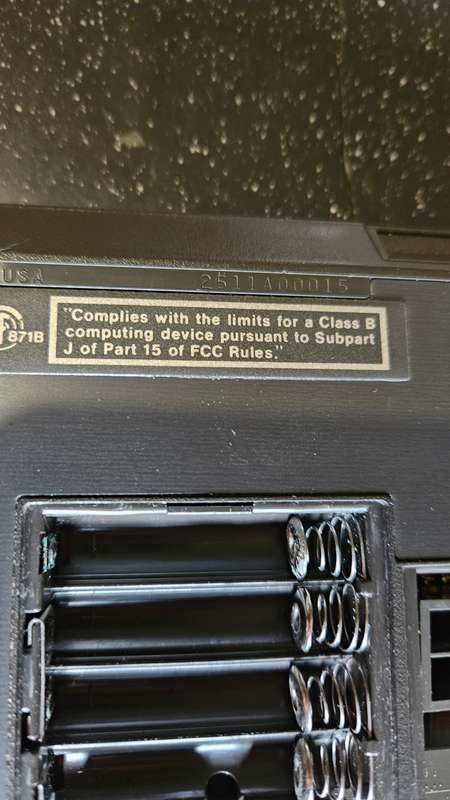 USA 2511A00015
871B
"Complies with the limits for a Class B
computing device pursuant to Subpart
J of Part 15 of FCC Rules."